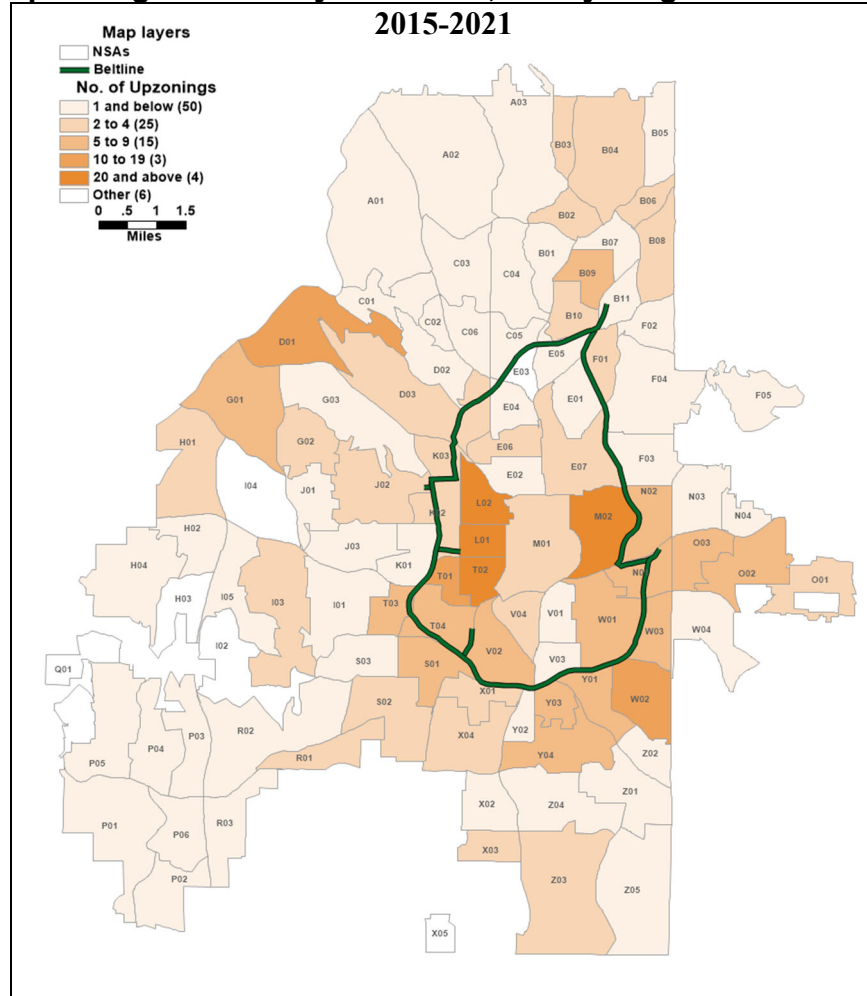 2015-2021
Map layers
NSAs
Beltline
No. of Upzonings
1 and below (50)
2 to 4 (25)
5 to 9 (15)
10 to 19 (3)
20 and above (4)
Other (6)
0 .5 1 1.5
Miles
A03
B05
B03
B04
A02
A01
B06
B02
B08
B07
B01
C03
C04
B09
B11
C01
B10
C02
C06
C05
F02
D01
E05
F01
D02
E03
F04
D03
G01
G03
E01
F05
E04
H01
G02
E06
E07
K03
F03
E02
I04
J02
J01
N02
N03
L02
K02
M02
N04
H02
L01
M01
J03
O03
H04
K01
T02
T01
O02
O01
H03
I05
I03
I01
T03
V04
V01
W01
T04
W03
W04
I02
V02
Q01
S03
S01
V03
Y01
X01
W02
S02
Y03
R02
Y02
P04
P03
X04
Z02
Y04
R01
P05
Z01
X02
Z04
P01
R03
P06
X03
P02
Z03
Z05
X05